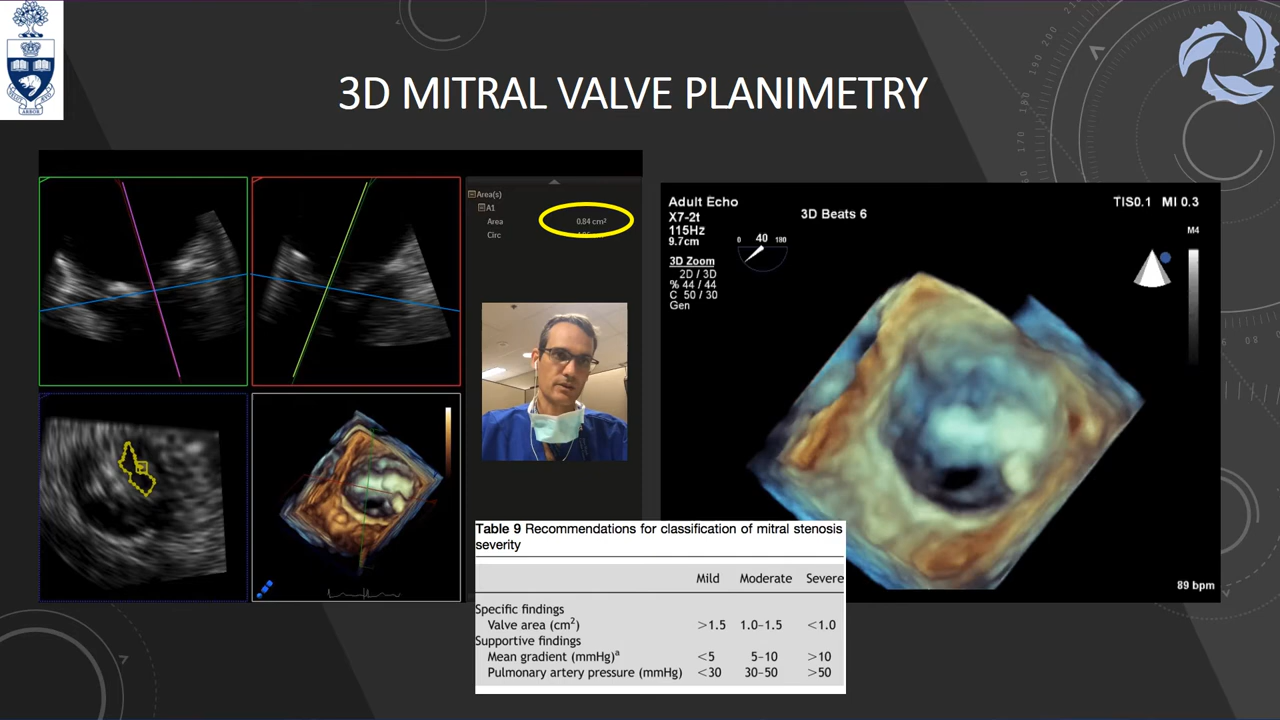 3D MITRAL VALVE PLANIMETRY
Area(s)
A1
Area 0.84 cm²
Circ
Adult Echo
X7-2t
115Hz
9.7cm
3D Zoom
2D / 3D
% 44 / 44
C 50 / 30
Gen
3D Beats 6
0 40 180
TIS0.1 MI 0.3
M4
89 bpm
Table 9 Recommendations for classification of mitral stenosis
severity
Mild Moderate Severe
Specific findings
Valve area (cm²) >1.5 1.0–1.5 <1.0
Supportive findings
Mean gradient (mmHg)ᵃ <5 5–10 >10
Pulmonary artery pressure (mmHg) <30 30–50 >50